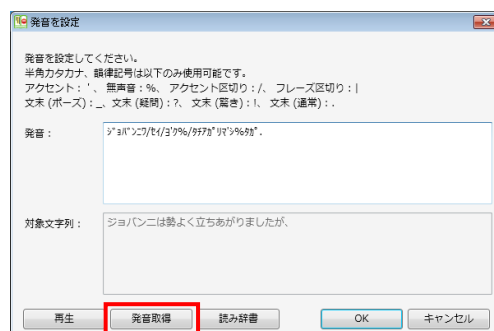 発音を設定
発音を設定してください。
半角カタカナ、韻律記号は以下のみ使用可能です。
アクセント：'、 無声音：%、 アクセント区切り：/、 フレーズ区切り：|
文末 (ポーズ)：_、文末 (疑問)：?、 文末 (驚き)：!、 文末 (通常)：.
発音：
対象文字列：
ジョバンニは勢よく立ちあがりましたが、
再生
発音取得
読み辞書
OK
キャンセル